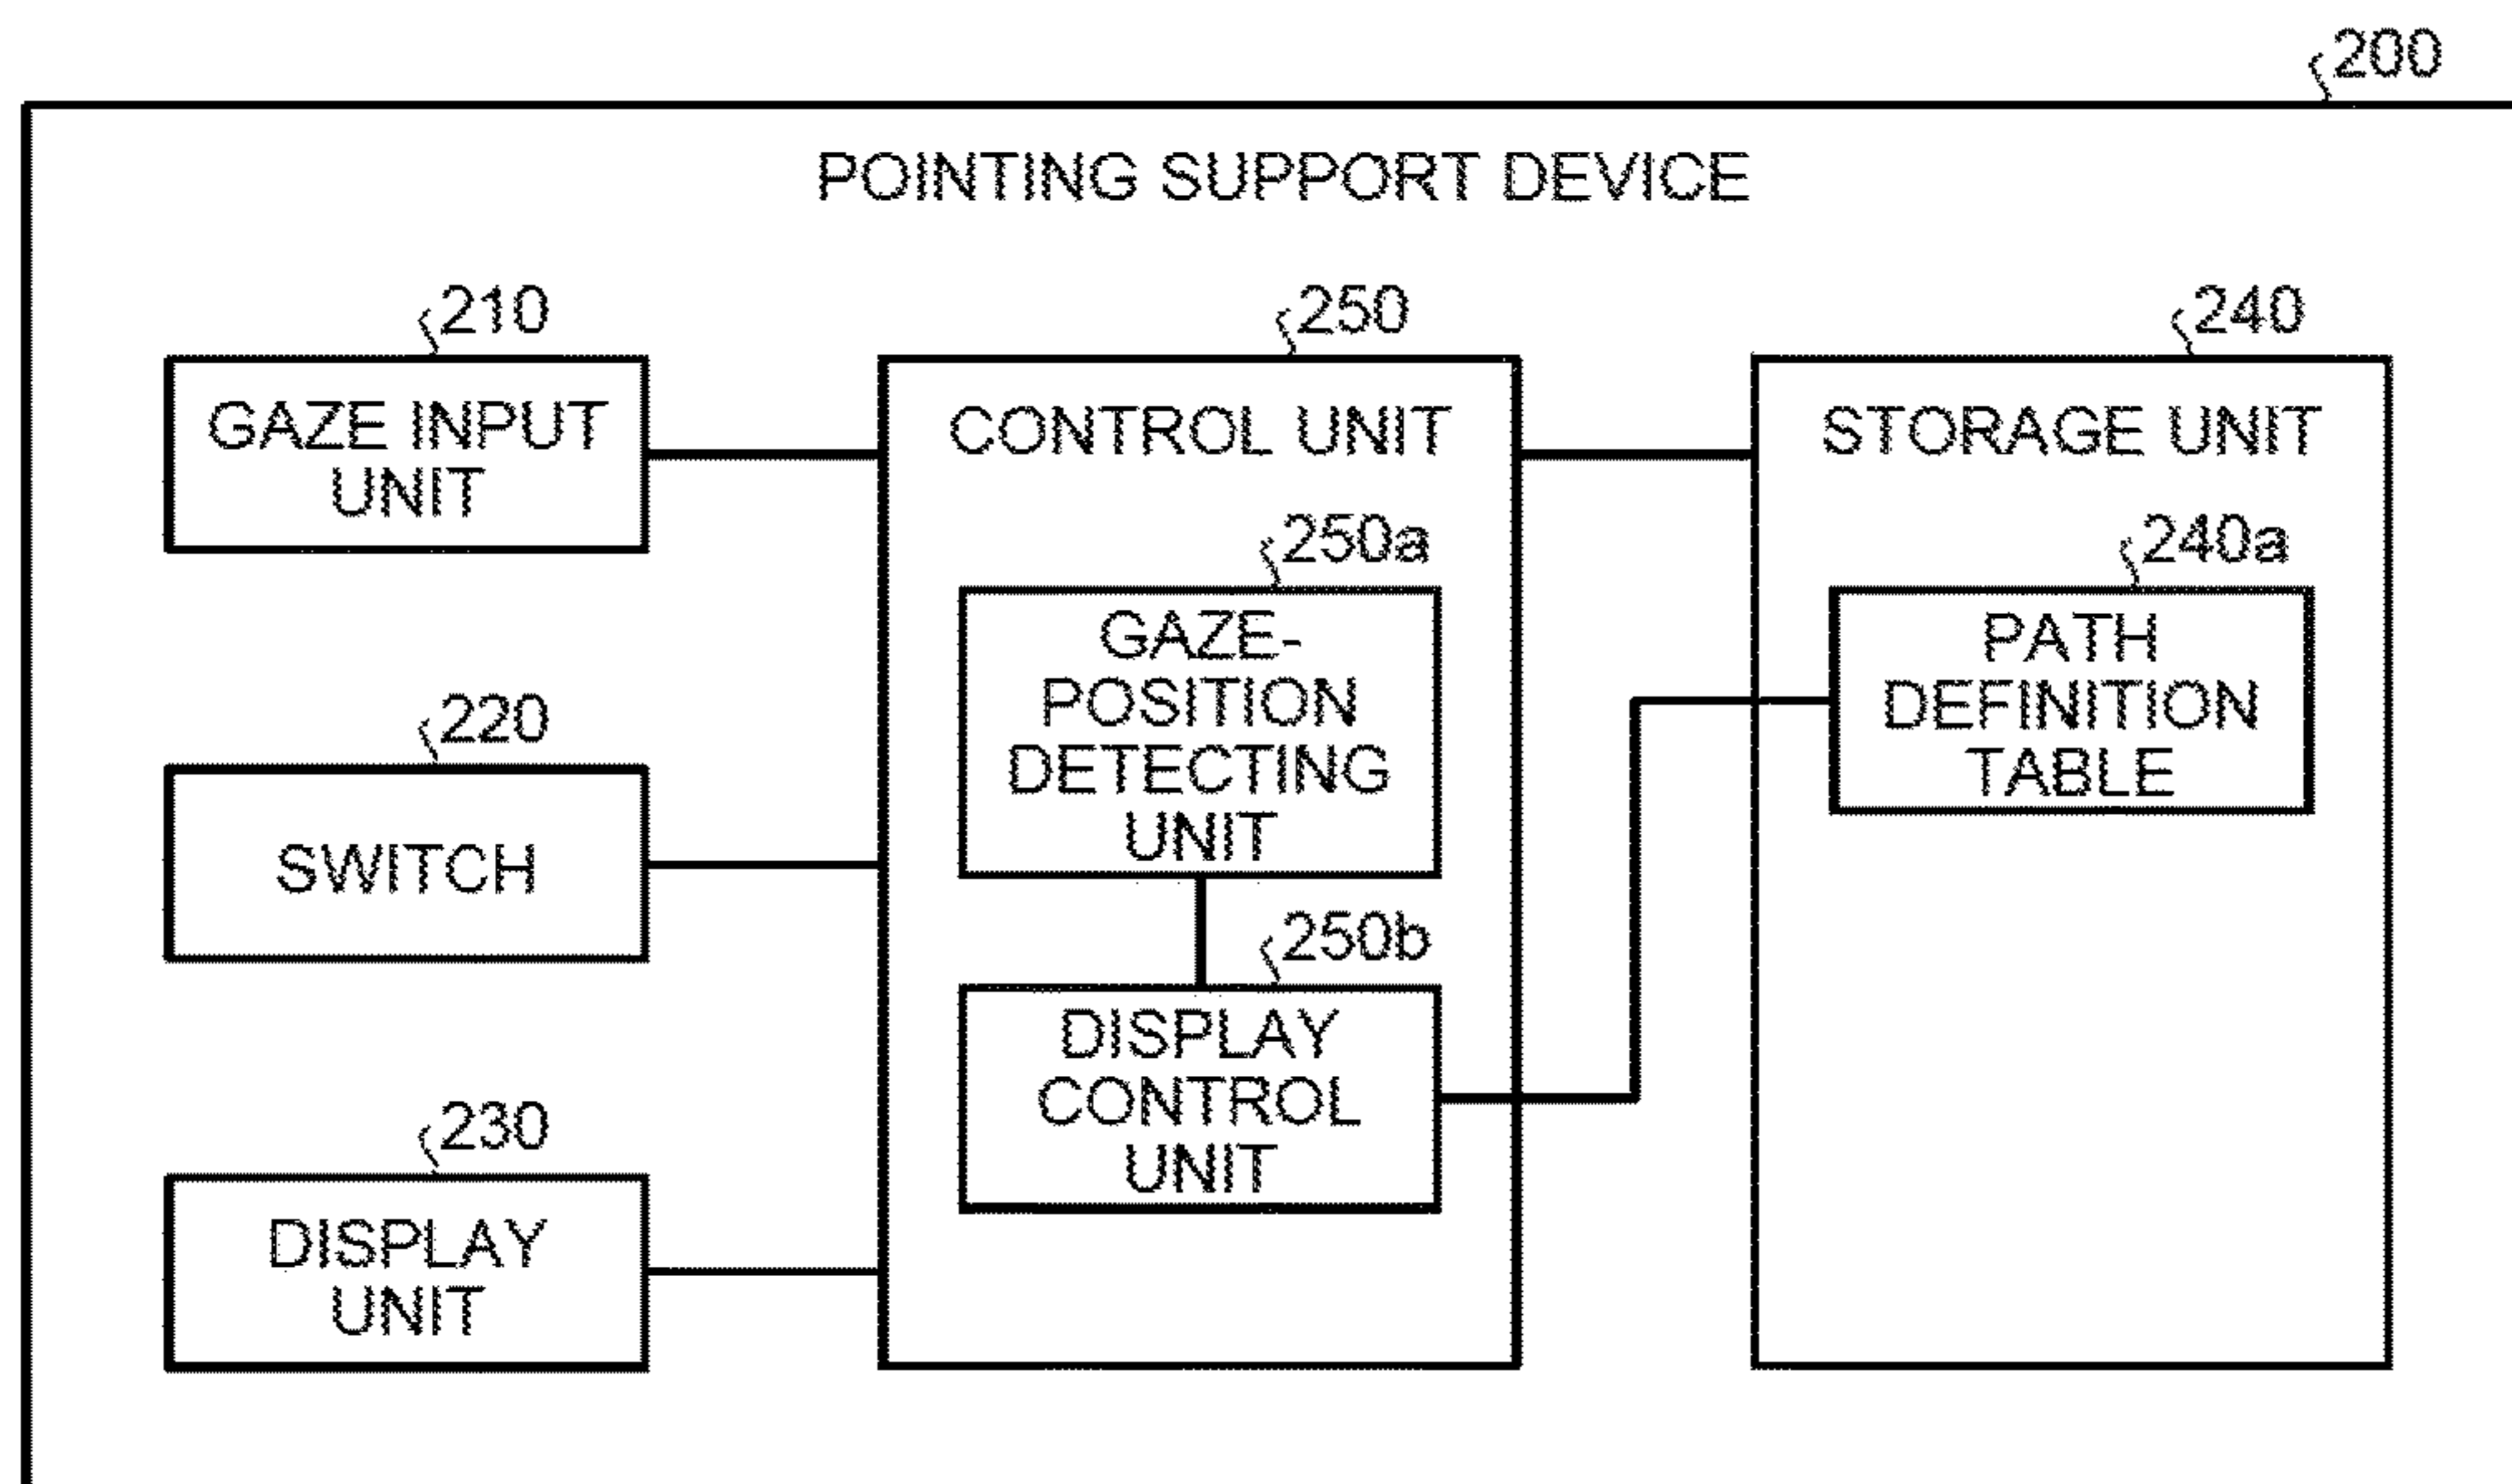 200
POINTING SUPPORT DEVICE
210
GAZE INPUT
UNIT
220
SWITCH
230
DISPLAY
UNIT
250
CONTROL UNIT
250a
GAZE-
POSITION
DETECTING
UNIT
250b
DISPLAY
CONTROL
UNIT
240
STORAGE UNIT
240a
PATH
DEFINITION
TABLE